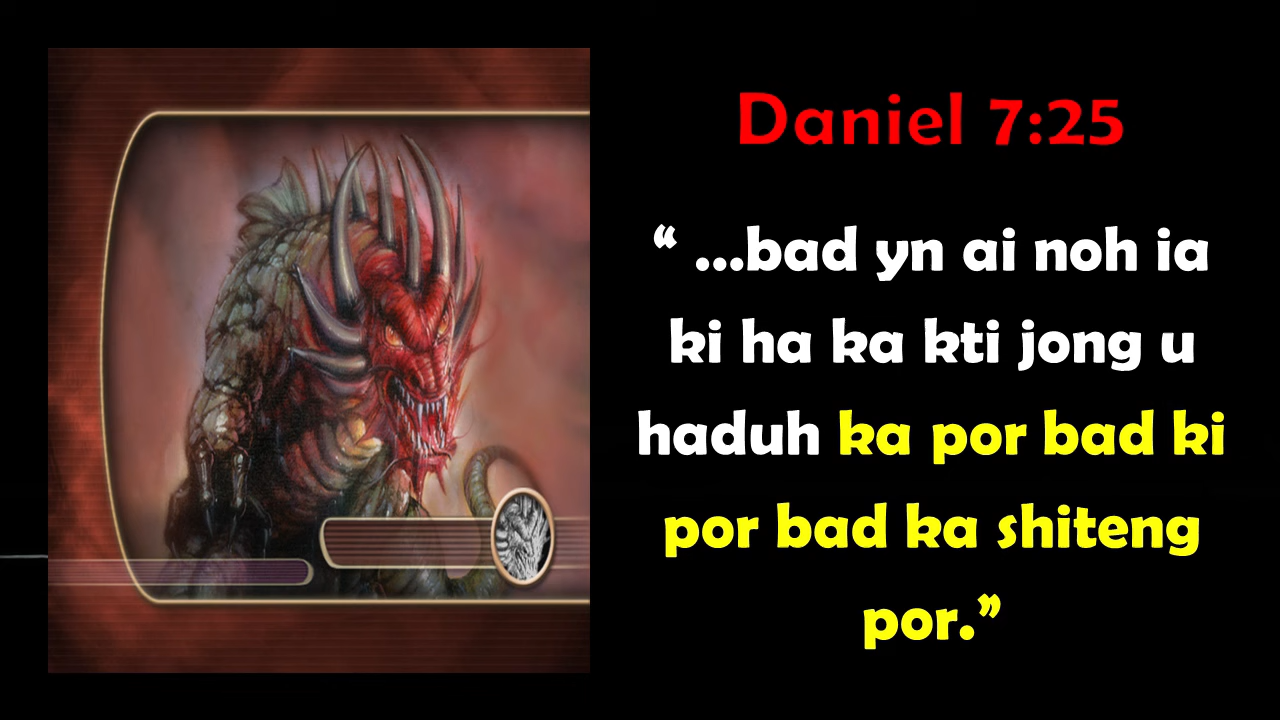 Daniel 7:25
“ ...bad yn ai noh ia
ki ha ka kti jong u
haduh ka por bad ki
por bad ka shiteng
por.”